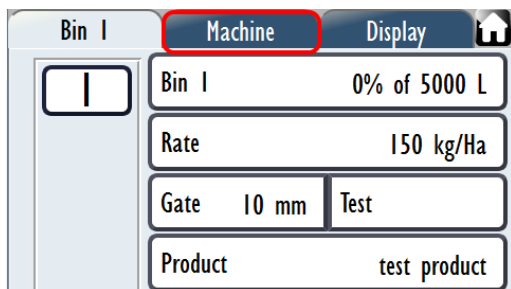 Bin 1 Machine Display
1
Bin 1 0% of 5000 L
Rate 150 kg/Ha
Gate 10 mm Test
Product test product